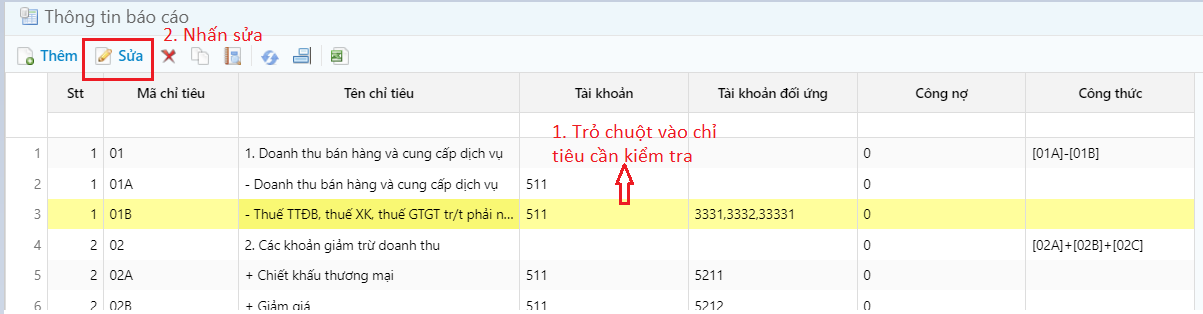 Thông tin báo cáo
2. Nhấn sửa
Thêm Sửa
Stt Mã chỉ tiêu Tên chỉ tiêu Tài khoản Tài khoản đối ứng Công nợ Công thức
1. Trỏ chuột vào chỉ
tiêu cần kiểm tra
1 1 01 1. Doanh thu bán hàng và cung cấp dịch vụ 0 [01A]-[01B]
2 1 01A - Doanh thu bán hàng và cung cấp dịch vụ 511 0
3 1 01B - Thuế TTĐB, thuế XK, thuế GTGT tr/t phải n... 511 3331,3332,33331 0
4 2 02 2. Các khoản giảm trừ doanh thu 0 [02A]+[02B]+[02C]
5 2 02A + Chiết khấu thương mại 511 5211 0
6 2 02B + Giảm giá 511 5212 0